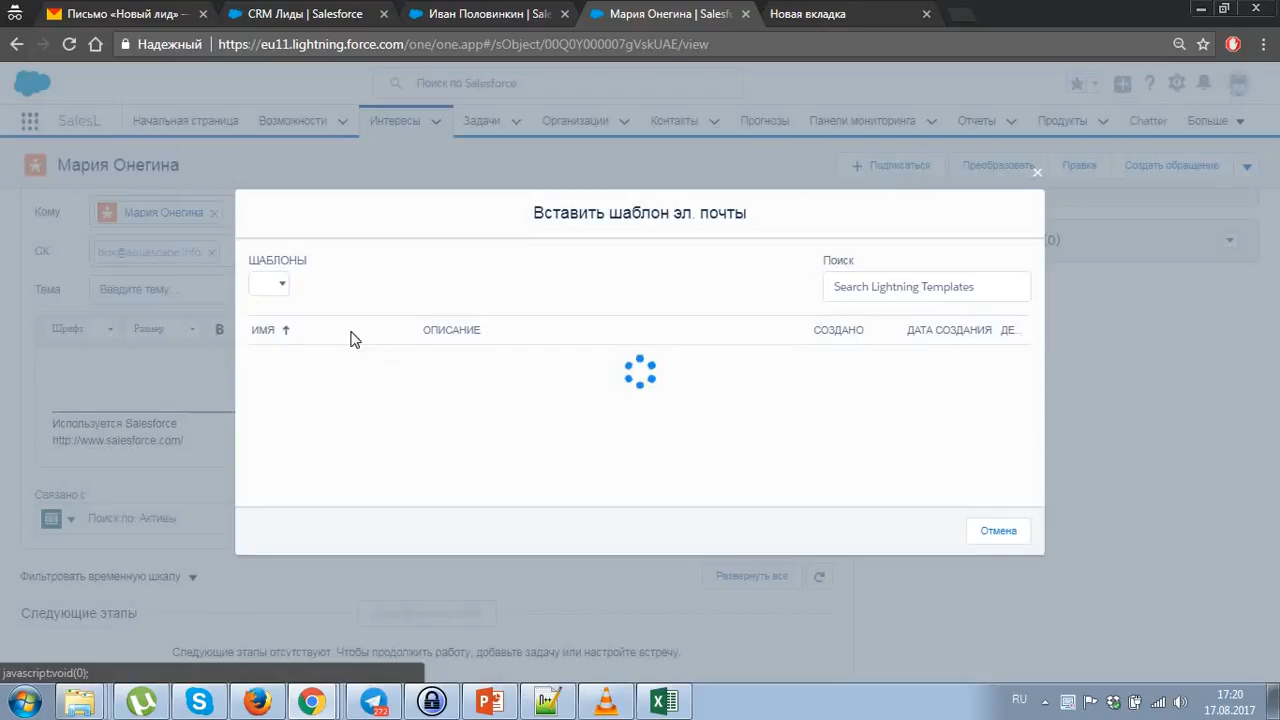 Письмо «Новый лид» —
CRM Лиды | Salesforce
Иван Половинкин | Sale
Мария Онегина | Salesf
Новая вкладка
Надежный
https://eu11.lightning.force.com/one/one.app#/sObject/00Q0Y000007gVskUAE/view
Поиск по Salesforce
SalesL
Начальная страница
Возможности
Интересы
Задачи
Организации
Контакты
Прогнозы
Панели мониторинга
Отчеты
Продукты
Chatter
Больше
Мария Онегина
Подписаться
Преобразовать
Правка
Создать обращение
Кому
Мария Онегина
Вставить шаблон эл. почты
(0)
СК
box@aquascape.info
ШАБЛОНЫ
Поиск
Тема
Введите тему...
Search Lightning Templates
Шрифт
Размер
B
ИМЯ
ОПИСАНИЕ
СОЗДАНО
ДАТА СОЗДАНИЯ
ДЕ...
Используется Salesforce
http://www.salesforce.com/
Связано с
Поиск по: Активы
Отмена
Фильтровать временную шкалу
Развернуть все
Следующие этапы
Следующие этапы отсутствуют. Чтобы продолжить работу, добавьте задачу или настройте встречу.
javascript:void(0);
272
RU
17:20
17.08.2017